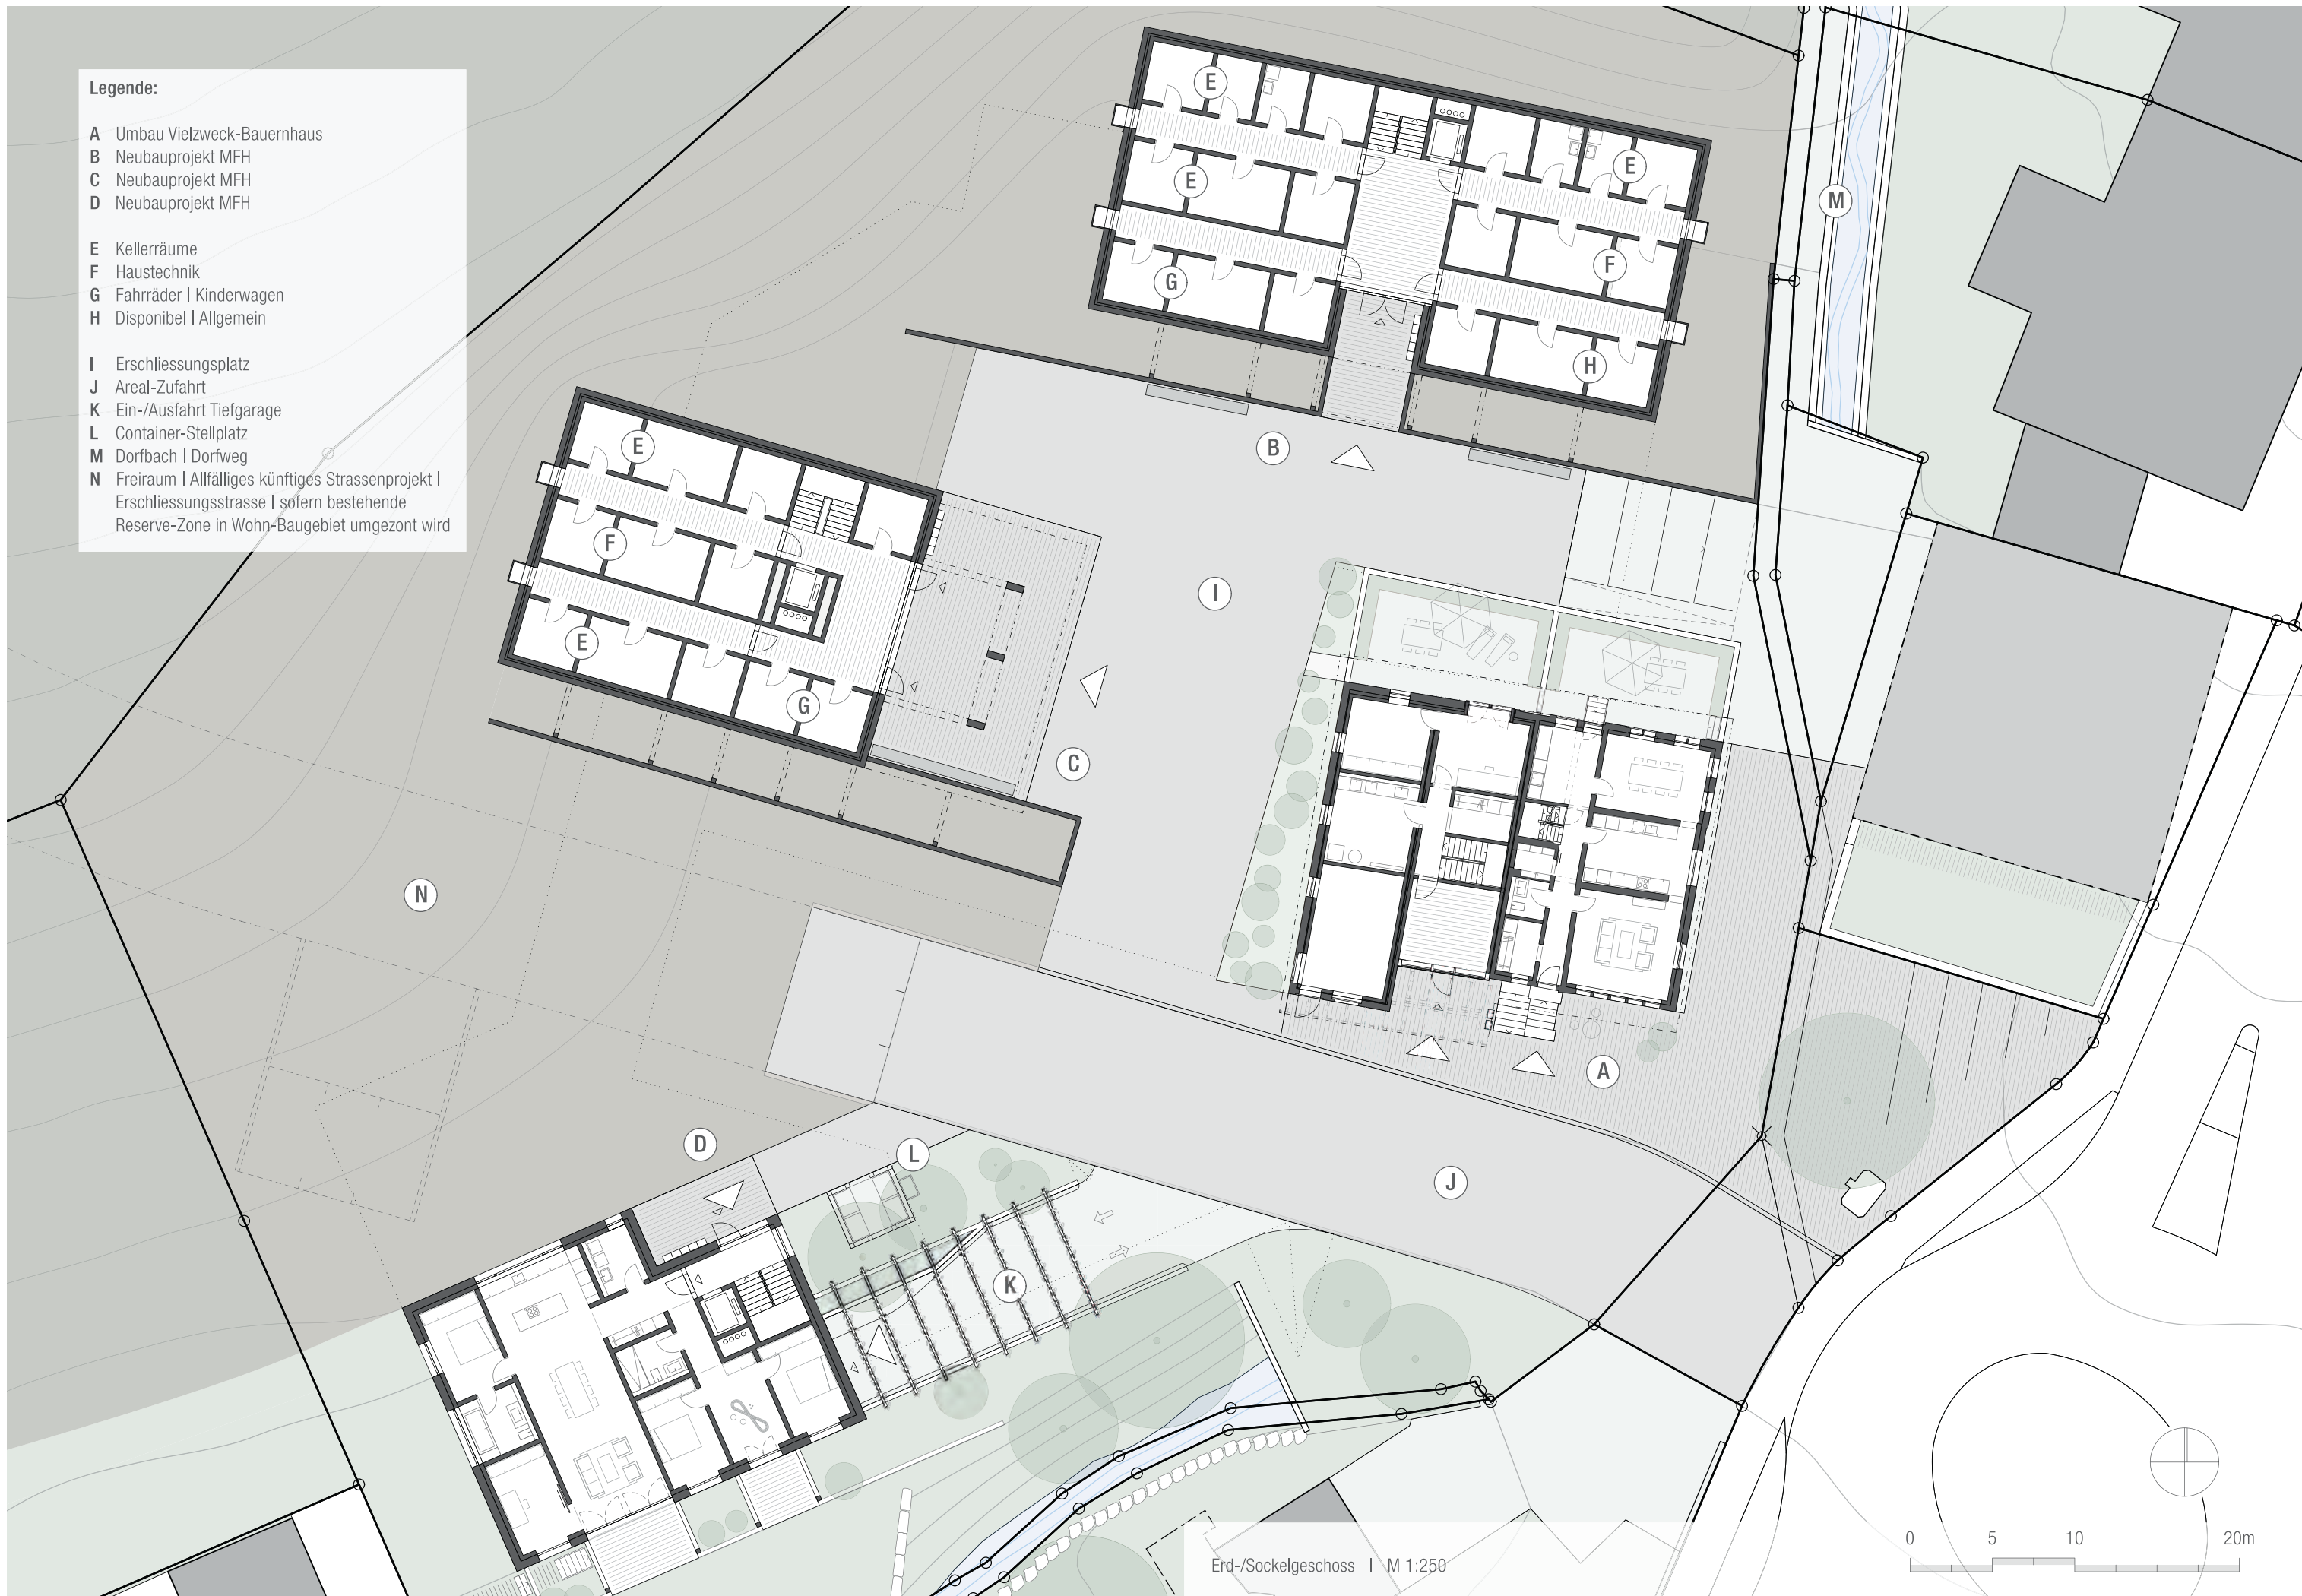 Legende:
A Umbau Vielzweck-Bauernhaus
B Neubauprojekt MFH
C Neubauprojekt MFH
D Neubauprojekt MFH
E Kellerräume
F Haustechnik
G Fahrräder | Kinderwagen
H Disponibel | Allgemein
I Erschliessungsplatz
J Areal-Zufahrt
K Ein-/Ausfahrt Tiefgarage
L Container-Stellplatz
M Dorfbach | Dorfweg
N Freiraum | Allfälliges künftiges Strassenprojekt |
Erschliessungsstrasse | sofern bestehende
Reserve-Zone in Wohn-Baugebiet umgezont wird
E
E
E
M
F
G
H
E
B
F
I
E
G
C
N
A
D
L
J
K
0 5 10 20m
Erd-/Sockelgeschoss | M 1:250